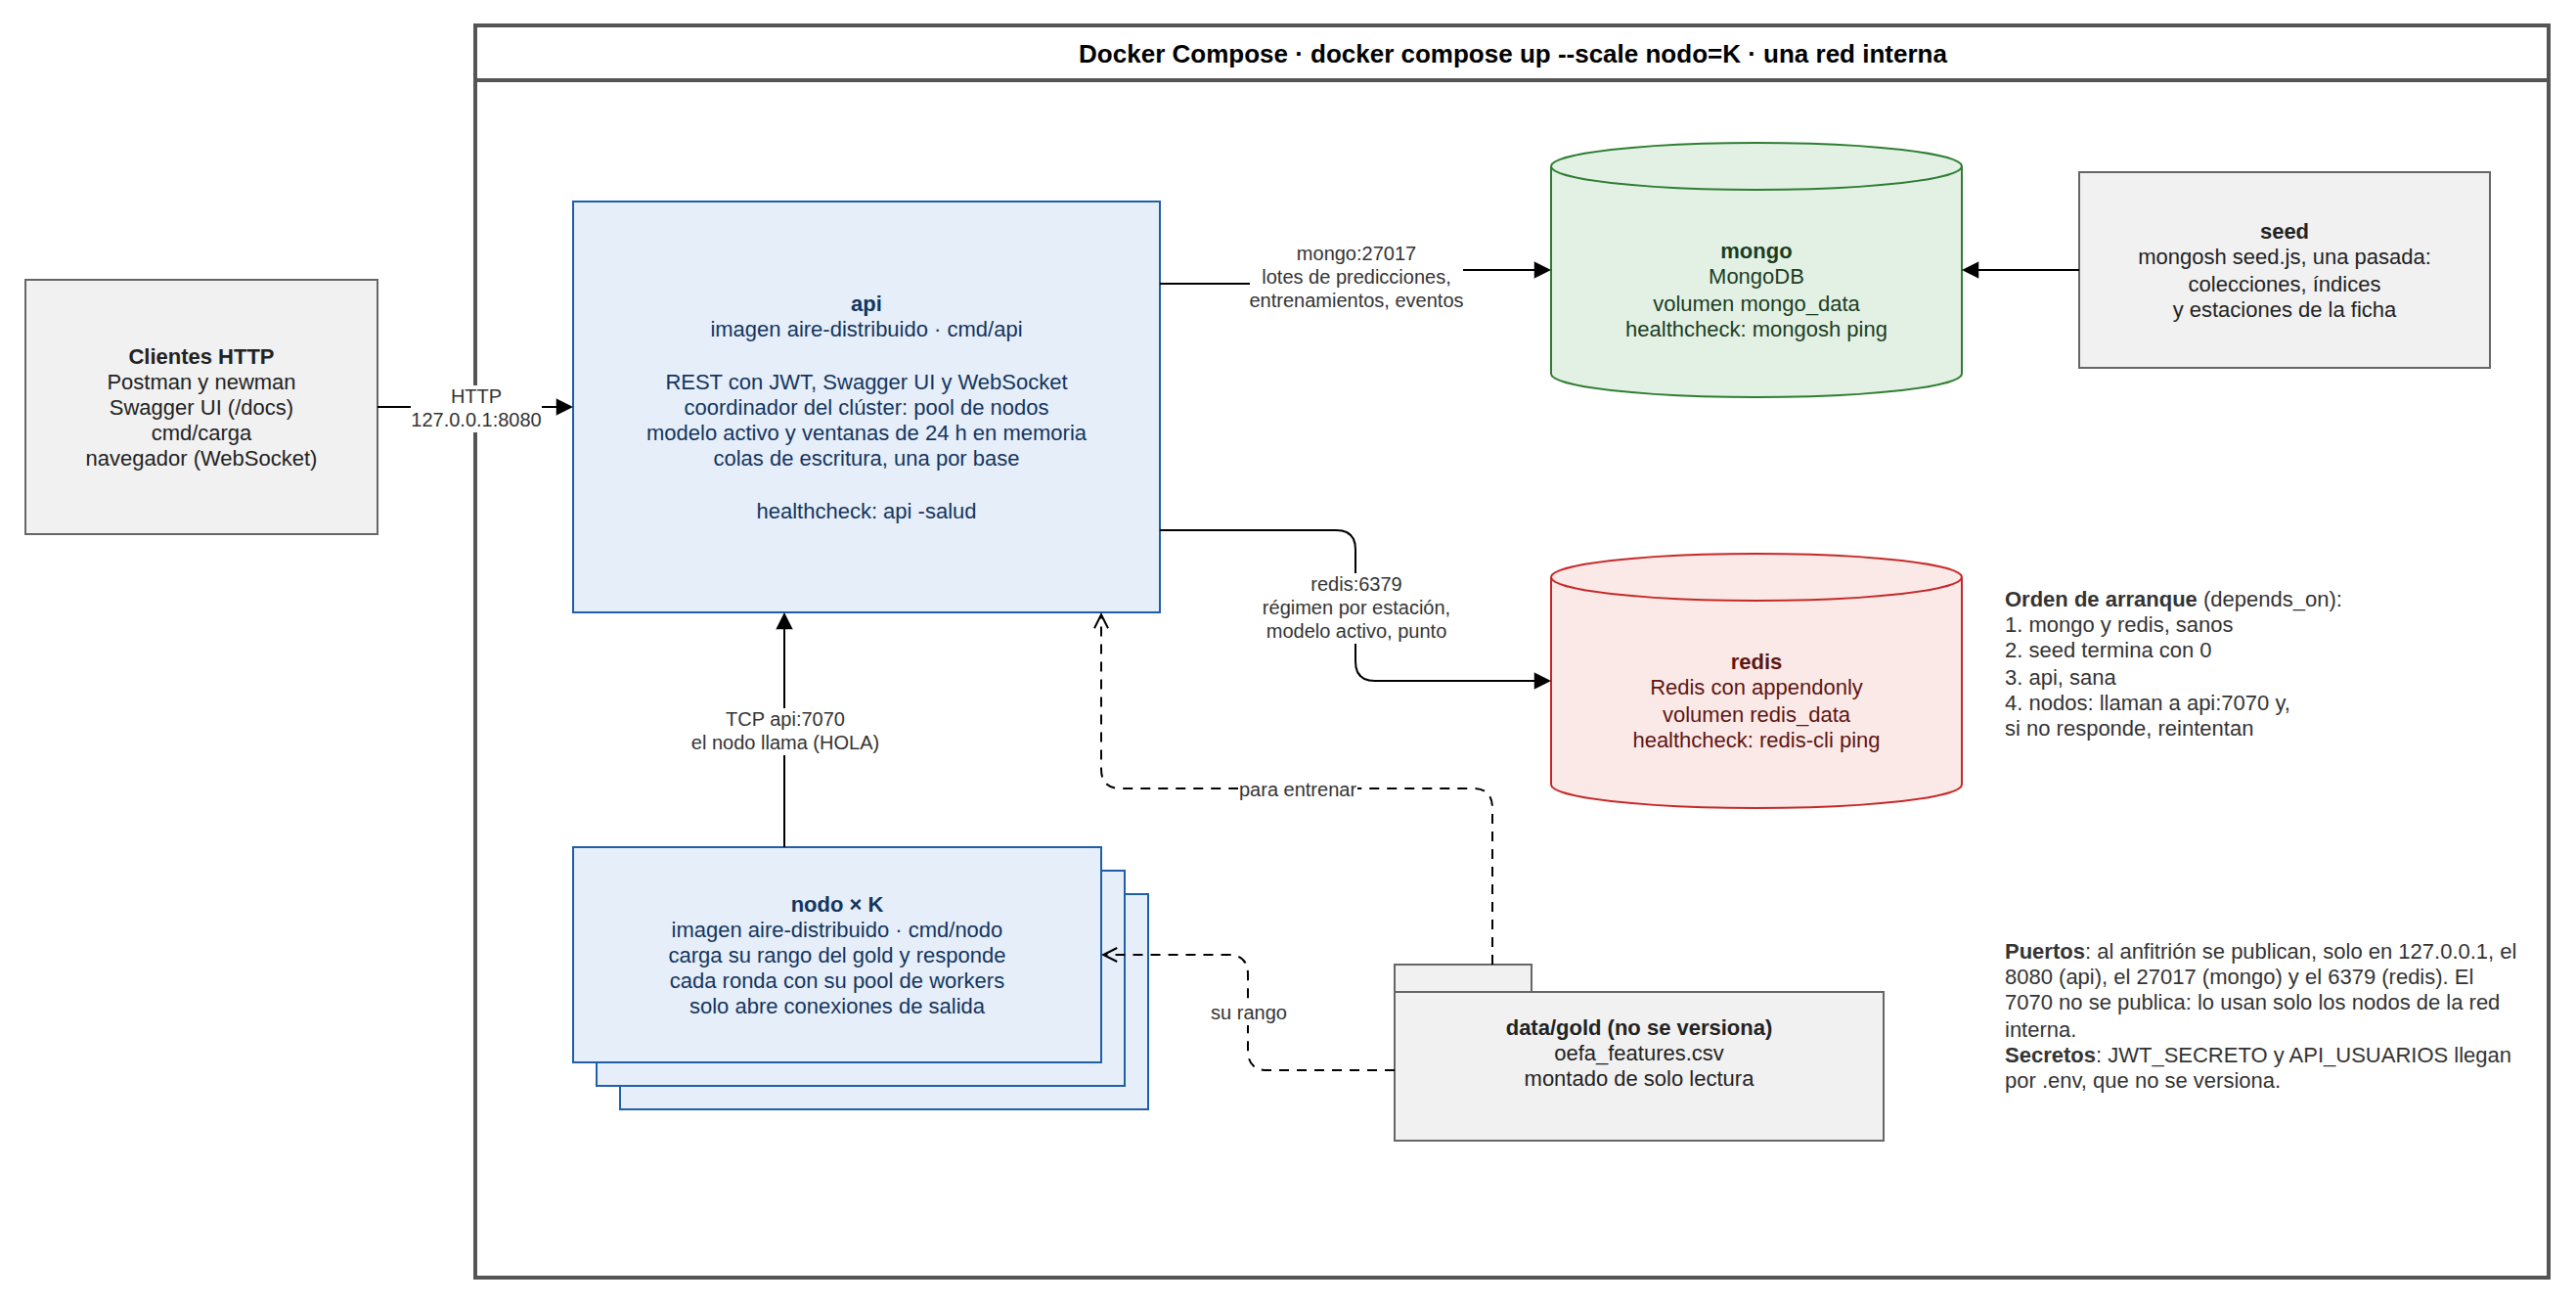 Docker Compose · docker compose up --scale nodo=K · una red interna
Clientes HTTP
Postman y newman
Swagger UI (/docs)
cmd/carga
navegador (WebSocket)
HTTP
127.0.0.1:8080
api
imagen aire-distribuido · cmd/api
REST con JWT, Swagger UI y WebSocket
coordinador del clúster: pool de nodos
modelo activo y ventanas de 24 h en memoria
colas de escritura, una por base
healthcheck: api -salud
mongo:27017
lotes de predicciones,
entrenamientos, eventos
mongo
MongoDB
volumen mongo_data
healthcheck: mongosh ping
seed
mongosh seed.js, una pasada:
colecciones, índices
y estaciones de la ficha
redis:6379
régimen por estación,
modelo activo, punto
redis
Redis con appendonly
volumen redis_data
healthcheck: redis-cli ping
Orden de arranque (depends_on):
1. mongo y redis, sanos
2. seed termina con 0
3. api, sana
4. nodos: llaman a api:7070 y,
si no responde, reintentan
TCP api:7070
el nodo llama (HOLA)
para entrenar
nodo × K
imagen aire-distribuido · cmd/nodo
carga su rango del gold y responde
cada ronda con su pool de workers
solo abre conexiones de salida
su rango
data/gold (no se versiona)
oefa_features.csv
montado de solo lectura
Puertos: al anfitrión se publican, solo en 127.0.0.1, el
8080 (api), el 27017 (mongo) y el 6379 (redis). El
7070 no se publica: lo usan solo los nodos de la red
interna.
Secretos: JWT_SECRETO y API_USUARIOS llegan
por .env, que no se versiona.